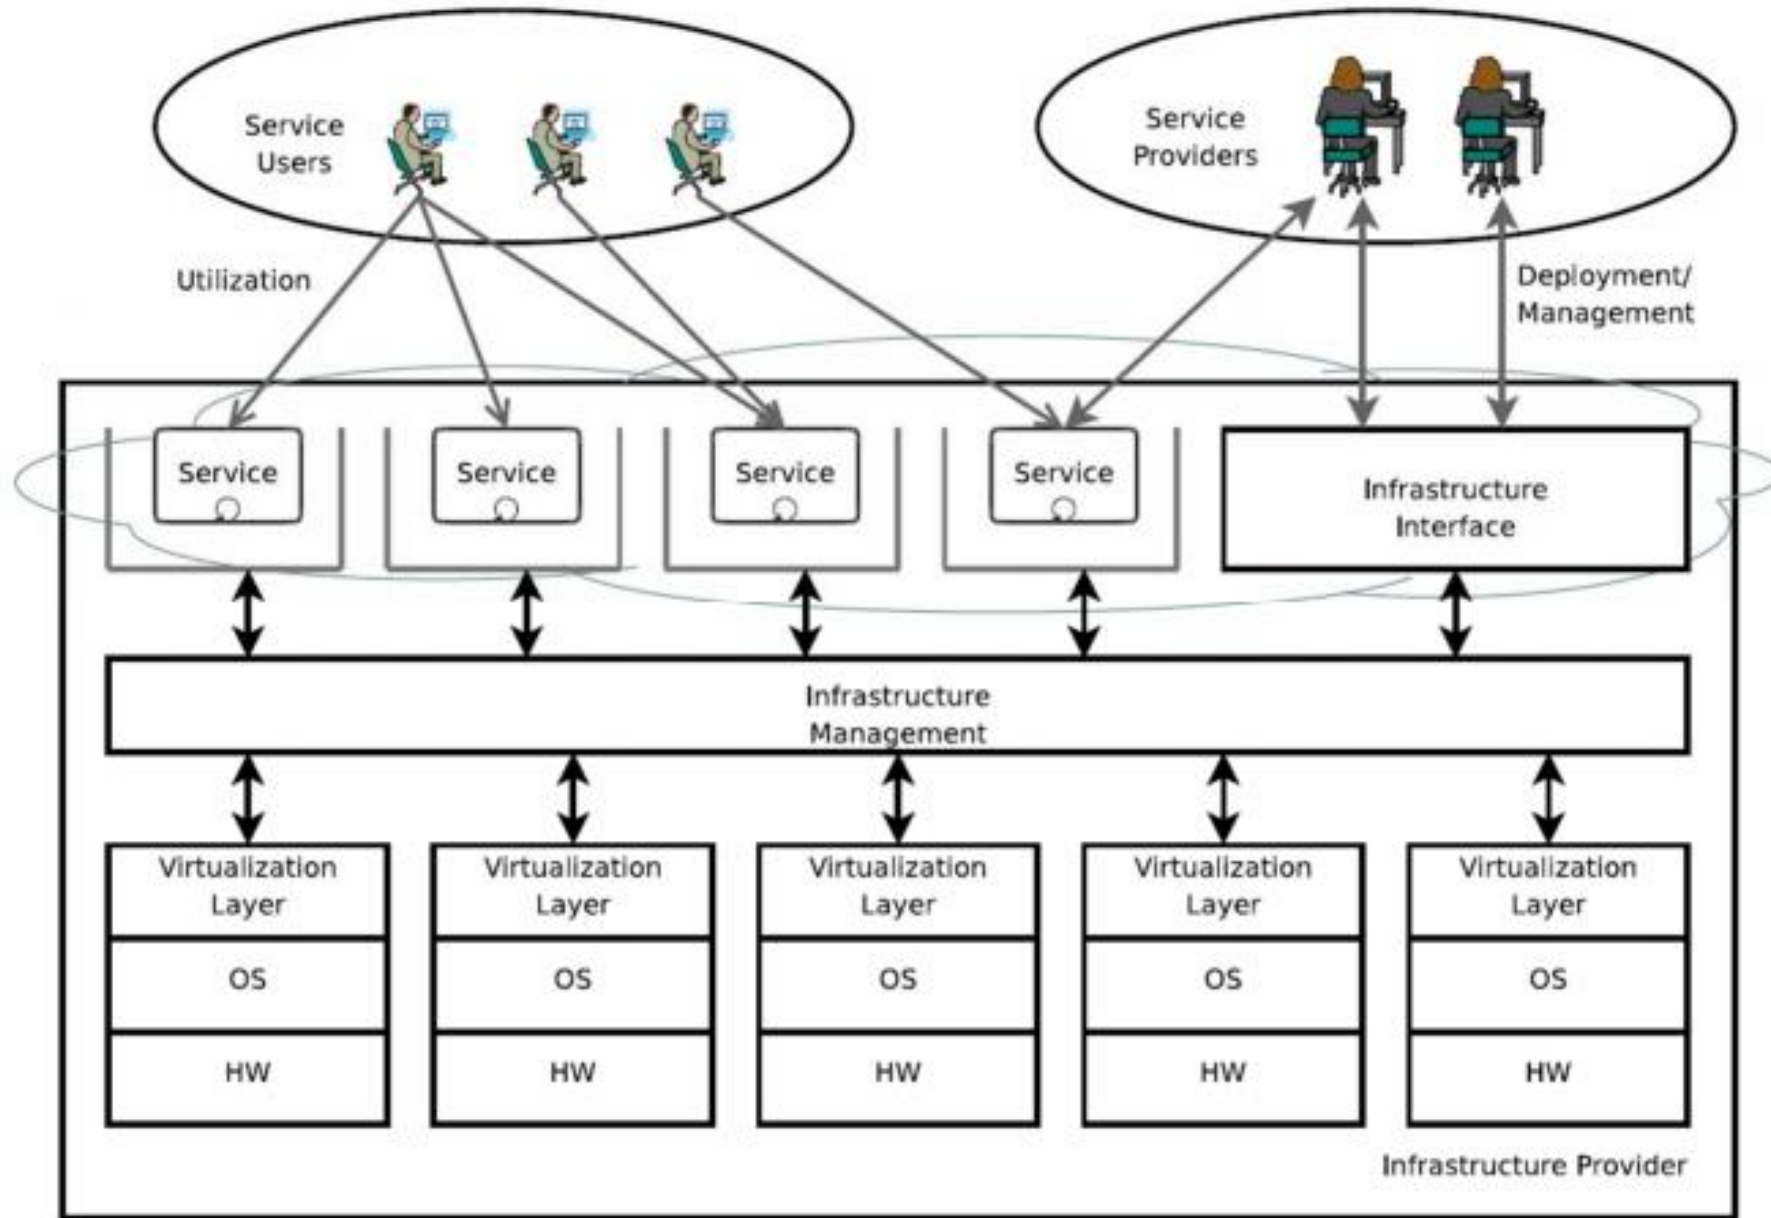 Service
Users
Service
Providers
Utilization
Deployment/
Management
Service
Service
Service
Service
Infrastructure
Interface
Infrastructure
Management
Virtualization
Layer
Virtualization
Layer
Virtualization
Layer
Virtualization
Layer
Virtualization
Layer
OS
OS
OS
OS
OS
HW
HW
HW
HW
HW
Infrastructure Provider